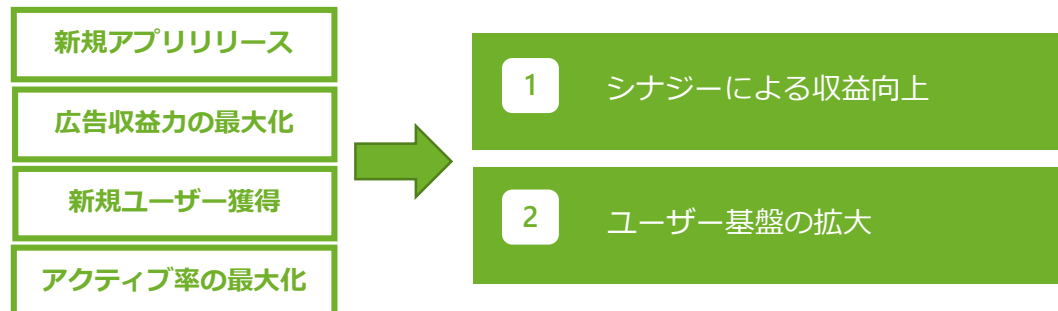 新規アプリリリース
広告収益力の最大化
新規ユーザー獲得
アクティブ率の最大化
1 シナジーによる収益向上
2 ユーザー基盤の拡大